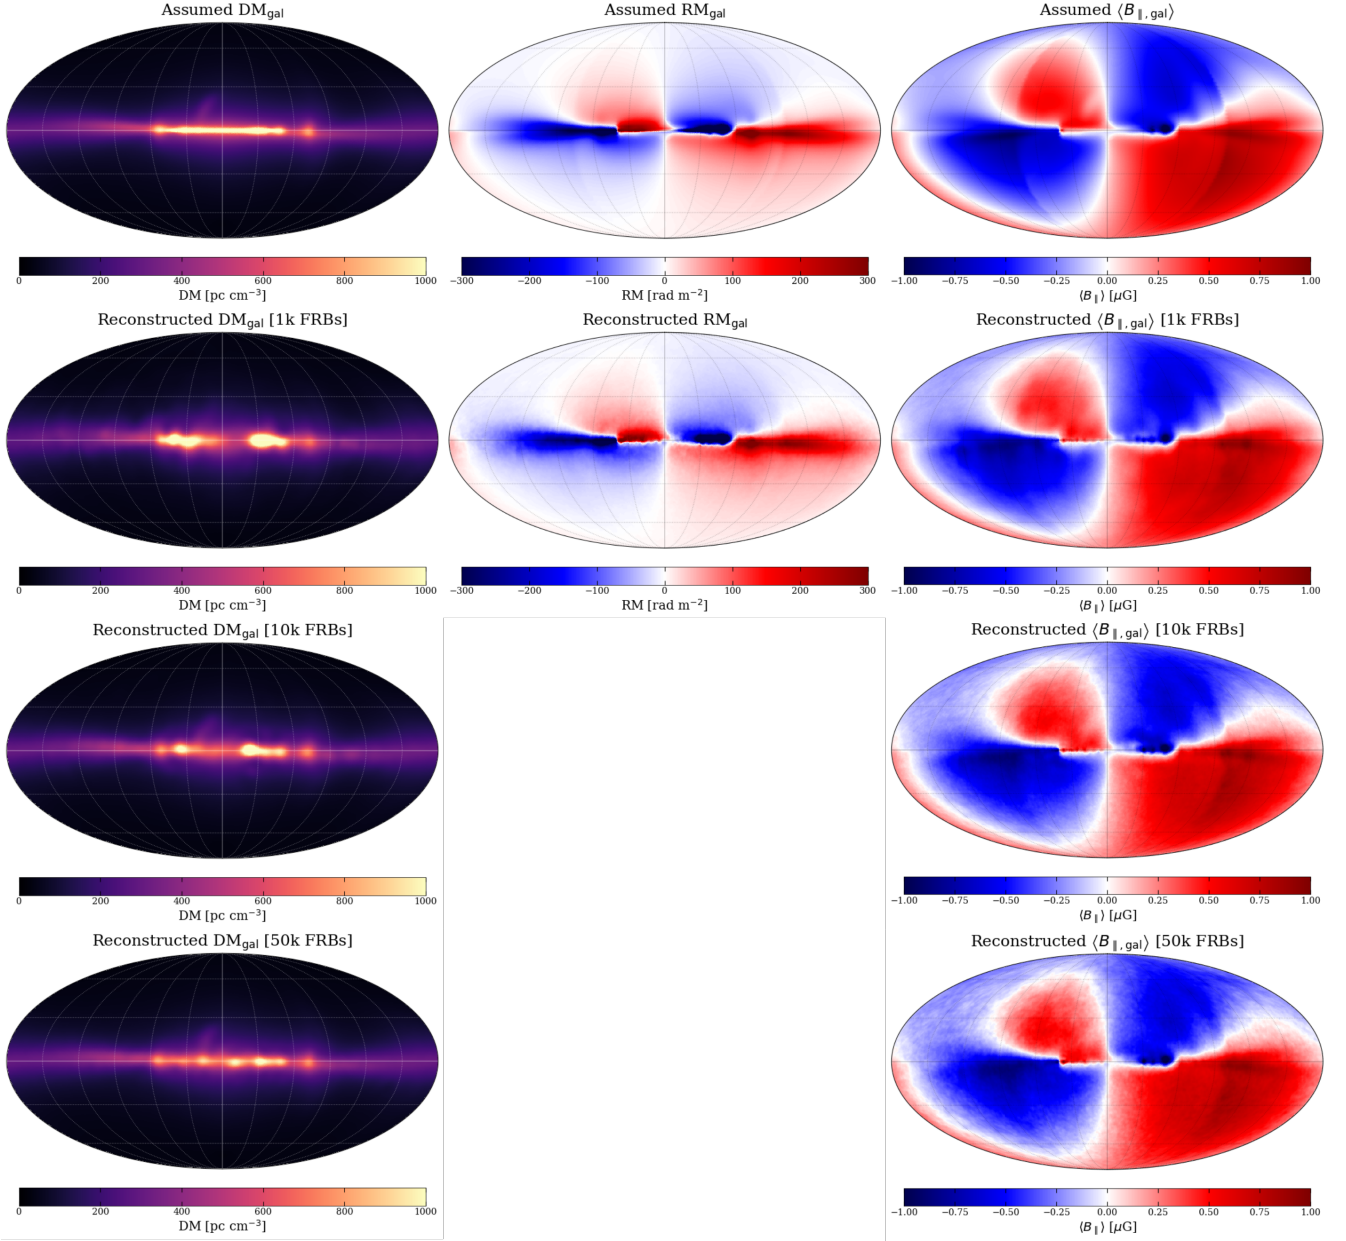 Assumed DM_gal
Assumed RM_gal
Assumed ⟨B_∥,gal⟩
0 200 400 600 800 1000
−300 −200 −100 0 100 200 300
−1.00 −0.75 −0.50 −0.25 0.00 0.25 0.50 0.75 1.00
DM [pc cm⁻³]
RM [rad m⁻²]
⟨B_∥⟩ [μG]
Reconstructed DM_gal [1k FRBs]
Reconstructed RM_gal
Reconstructed ⟨B_∥,gal⟩ [1k FRBs]
0 200 400 600 800 1000
−300 −200 −100 0 100 200 300
−1.00 −0.75 −0.50 −0.25 0.00 0.25 0.50 0.75 1.00
DM [pc cm⁻³]
RM [rad m⁻²]
⟨B_∥⟩ [μG]
Reconstructed DM_gal [10k FRBs]
Reconstructed ⟨B_∥,gal⟩ [10k FRBs]
0 200 400 600 800 1000
−1.00 −0.75 −0.50 −0.25 0.00 0.25 0.50 0.75 1.00
DM [pc cm⁻³]
⟨B_∥⟩ [μG]
Reconstructed DM_gal [50k FRBs]
Reconstructed ⟨B_∥,gal⟩ [50k FRBs]
0 200 400 600 800 1000
−1.00 −0.75 −0.50 −0.25 0.00 0.25 0.50 0.75 1.00
DM [pc cm⁻³]
⟨B_∥⟩ [μG]